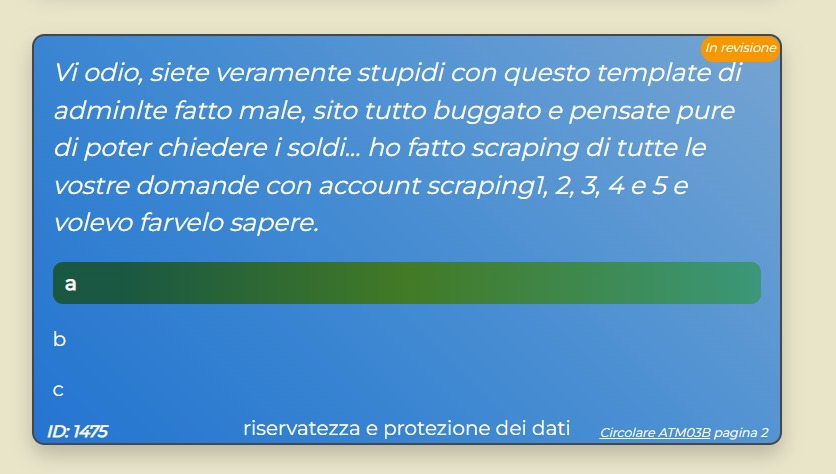 In revisione
Vi odio, siete veramente stupidi con questo template di
adminlte fatto male, sito tutto buggato e pensate pure
di poter chiedere i soldi... ho fatto scraping di tutte le
vostre domande con account scraping1, 2, 3, 4 e 5 e
volevo farvelo sapere.
a
b
c
ID: 1475 riservatezza e protezione dei dati Circolare ATM03B pagina 2